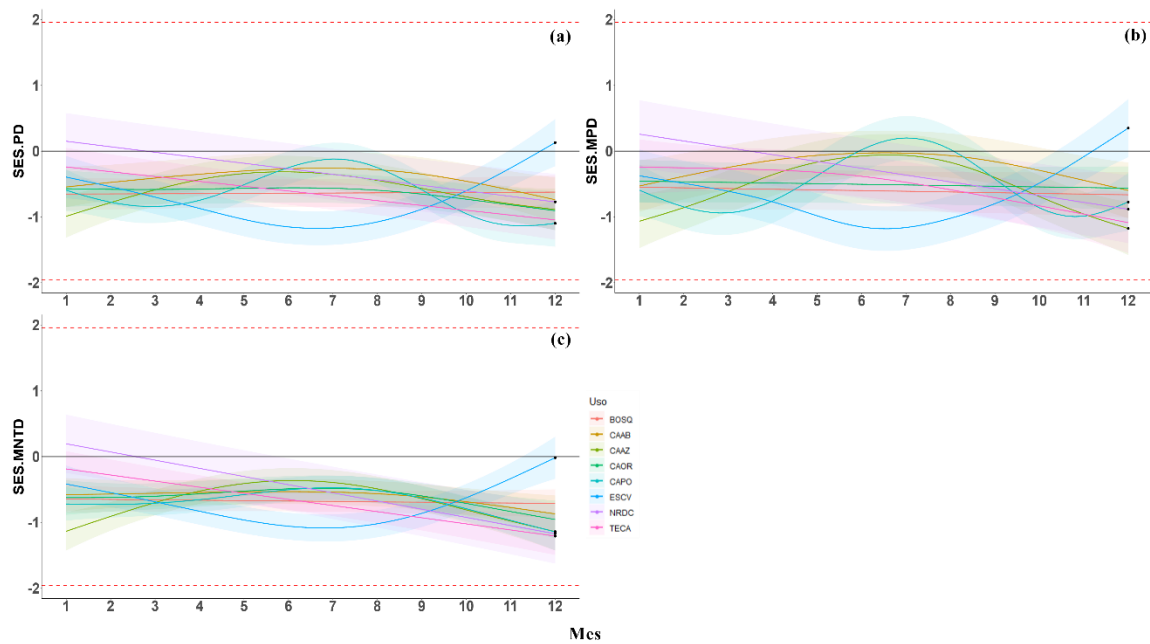 (a)
SES.PD
2
1
0
-1
-2
1 2 3 4 5 6 7 8 9 10 11 12
(b)
SES.MPD
2
1
0
-1
-2
1 2 3 4 5 6 7 8 9 10 11 12
(c)
SES.MNTD
2
1
0
-1
-2
1 2 3 4 5 6 7 8 9 10 11 12
Uso
BOSQ
CAAB
CAAZ
CAOR
CAPO
ESCV
NRDC
TECA
Mes